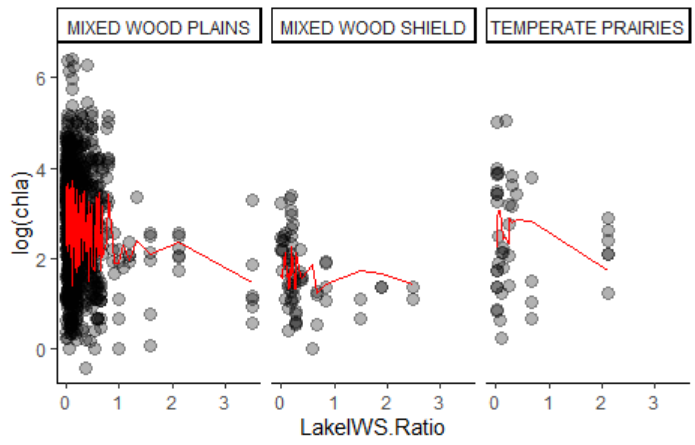 MIXED WOOD PLAINS MIXED WOOD SHIELD TEMPERATE PRAIRIES
6
4
2
0
log(chla)
0 1 2 3 0 1 2 3 0 1 2 3
LakeIWS.Ratio